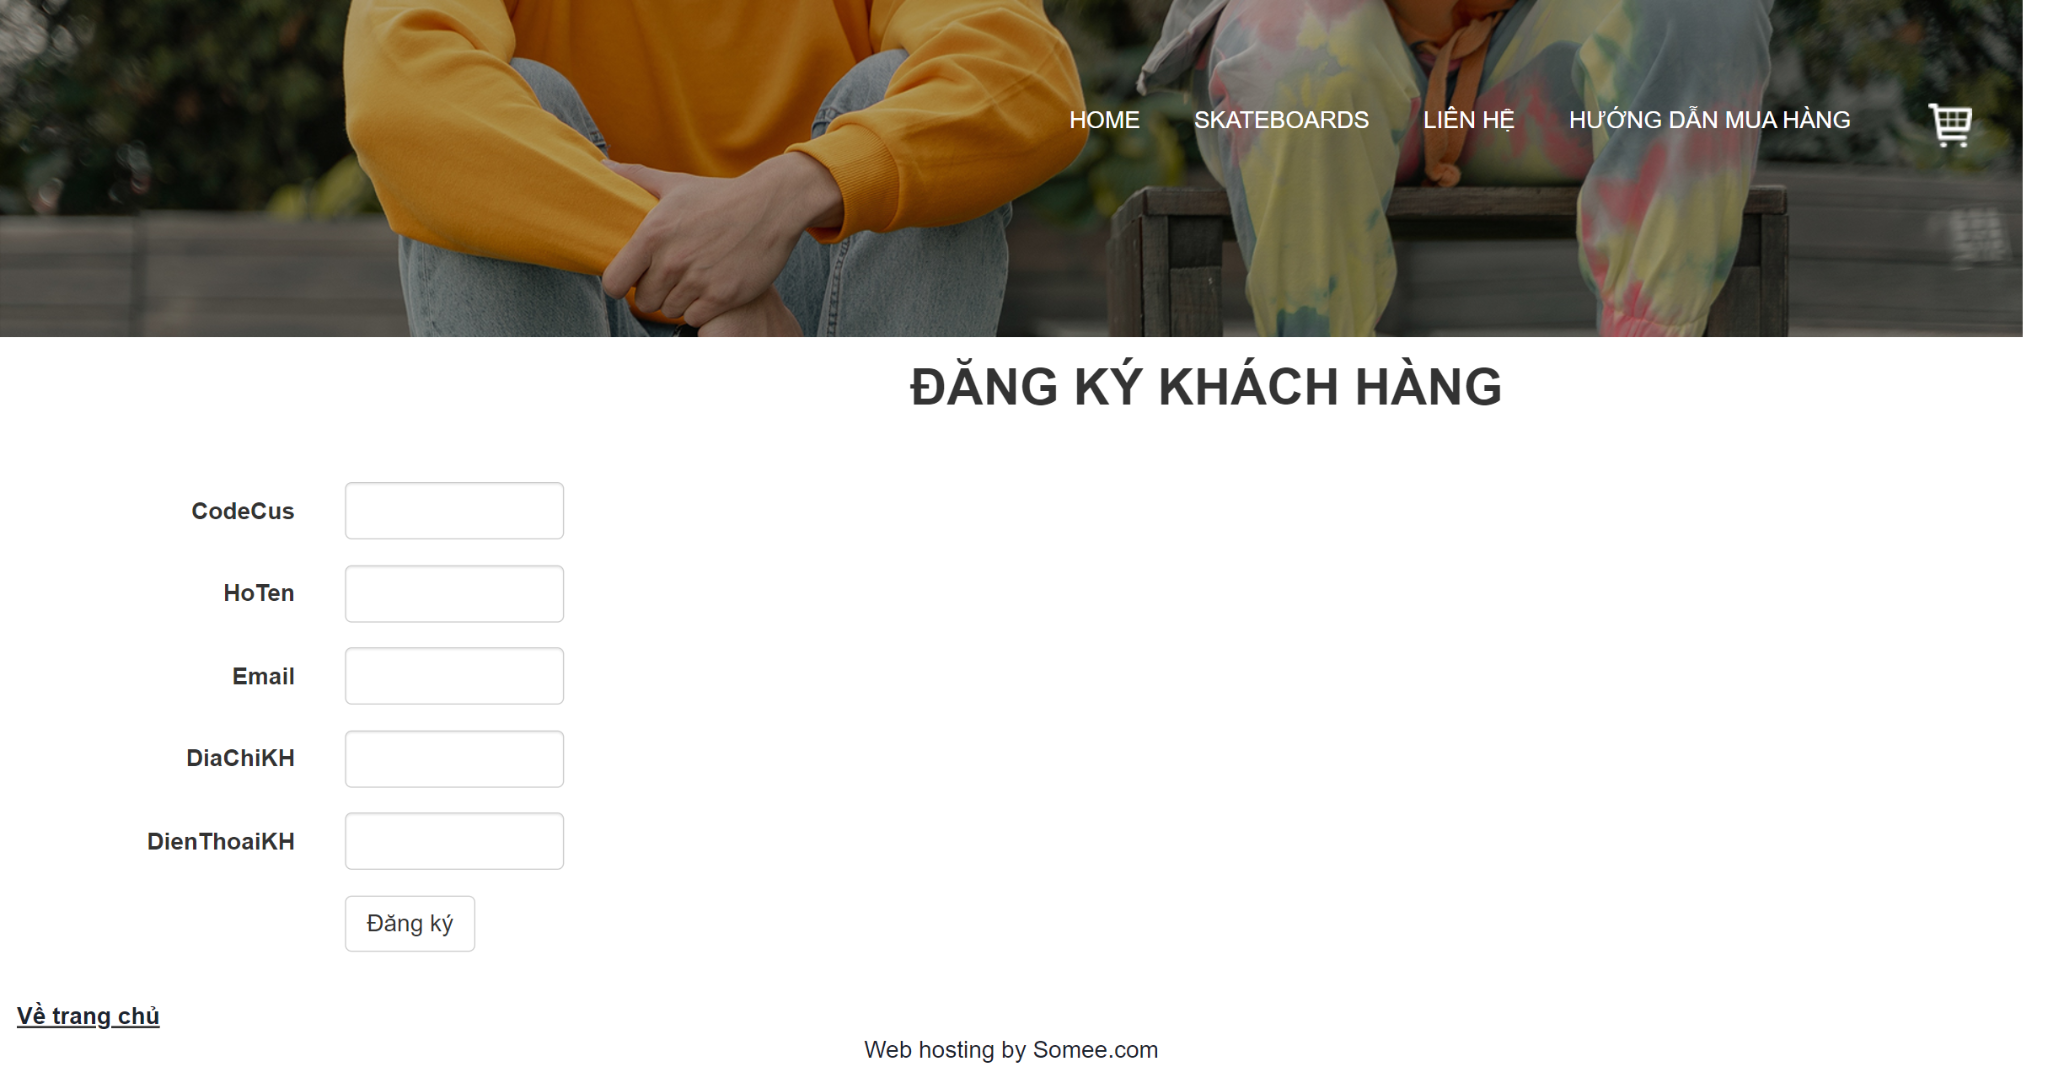 HOME SKATEBOARDS LIÊN HỆ HƯỚNG DẪN MUA HÀNG
ĐĂNG KÝ KHÁCH HÀNG
CodeCus
HoTen
Email
DiaChiKH
DienThoaiKH
Đăng ký
Về trang chủ
Web hosting by Somee.com